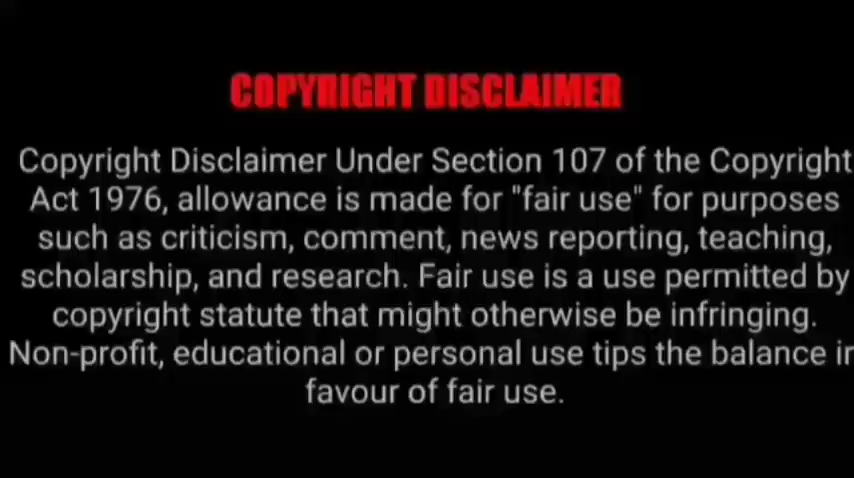 COPYRIGHT DISCLAIMER
Copyright Disclaimer Under Section 107 of the Copyright
Act 1976, allowance is made for "fair use" for purposes
such as criticism, comment, news reporting, teaching,
scholarship, and research. Fair use is a use permitted by
copyright statute that might otherwise be infringing.
Non-profit, educational or personal use tips the balance in
favour of fair use.